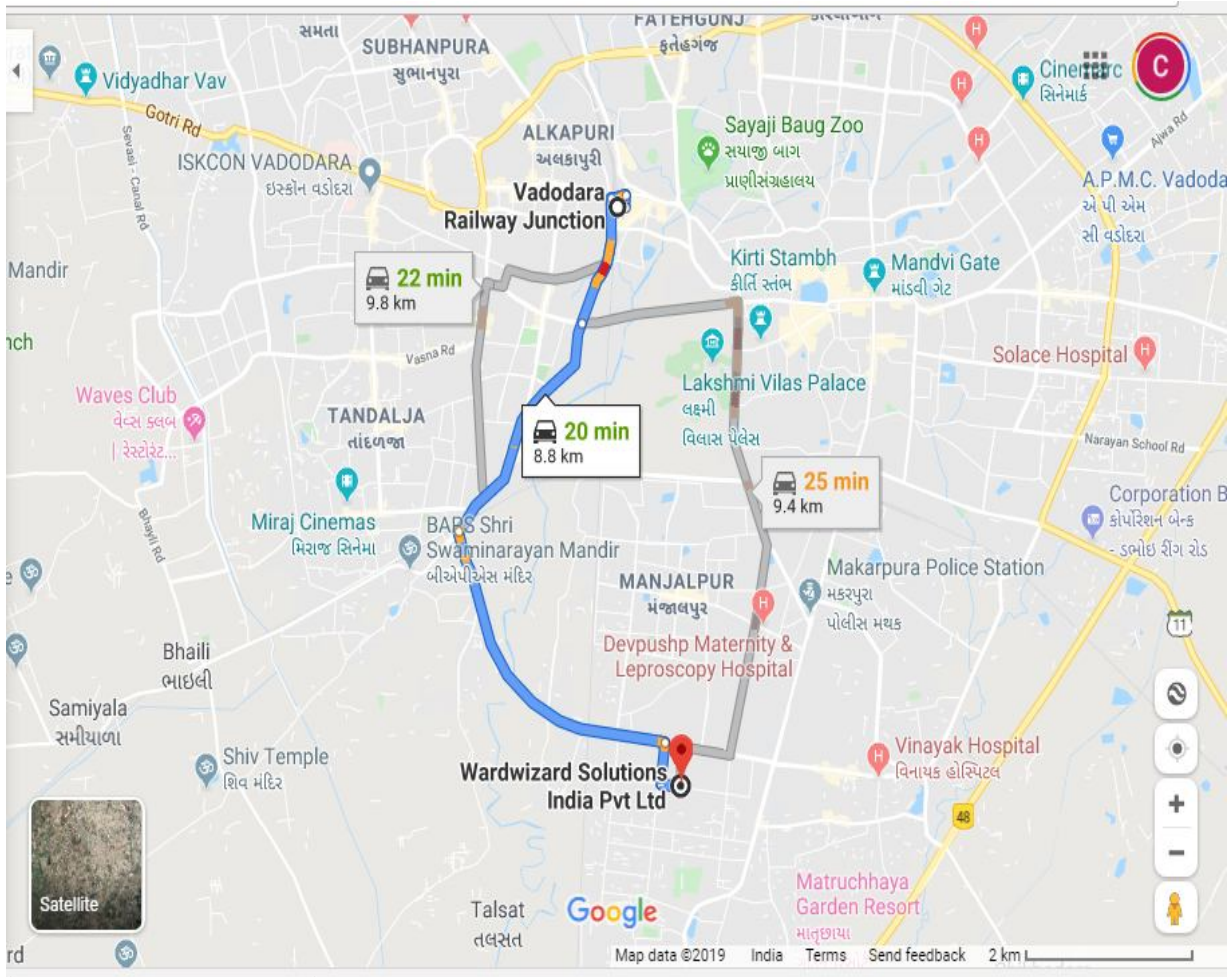 સમતા
SUBHANPURA
સુભાનપુરા
FATEHGUNJ
ફતેહગંજ
Vidyadhar Vav
Gotri Rd
Sevasi - Canal Rd
ISKCON VADODARA
ઇસ્કૉન વડોદરા
ALKAPURI
અલકાપુરી
Sayaji Baug Zoo
સયાજી બાગ
પ્રાણીસંગ્રહાલય
સિનેમાર્ક
C
Ajwa Rd
A.P.M.C. Vadoda
એ પી એમ
સી વડોદરા
Vadodara
Railway Junction
Mandir
22 min
9.8 km
Kirti Stambh
કીર્તિ સ્તંભ
Mandvi Gate
માંડવી ગેટ
Vasna Rd
Solace Hospital
Lakshmi Vilas Palace
લક્ષ્મી
વિલાસ પેલેસ
Waves Club
વેવ્સ ક્લબ
| રેસ્ટોરેંટ...
TANDALJA
તાંદળજા
20 min
8.8 km
Narayan School Rd
25 min
9.4 km
Corporation B
કોર્પોરેશન બેન્ક
- ડભોઇ રીંગ રોડ
Miraj Cinemas
મિરાજ સિનેમા
Bhayli Rd
BAPS Shri
Swaminarayan Mandir
બીએપીએસ મંદિર
MANJALPUR
મંજાલપુર
Makarpura Police Station
મકરપુરા
પોલીસ મથક
11
Devpushp Maternity &
Leproscopy Hospital
Bhaili
ભાઇલી
Samiyala
સમીયાળા
Shiv Temple
શિવ મંદિર
Wardwizard Solutions
India Pvt Ltd
Vinayak Hospital
વિનાયક હોસ્પિટલ
48
Satellite
Talsat
તલસત
Google
Matruchhaya
Garden Resort
માતૃછાયા
Map data ©2019 India Terms Send feedback 2 km